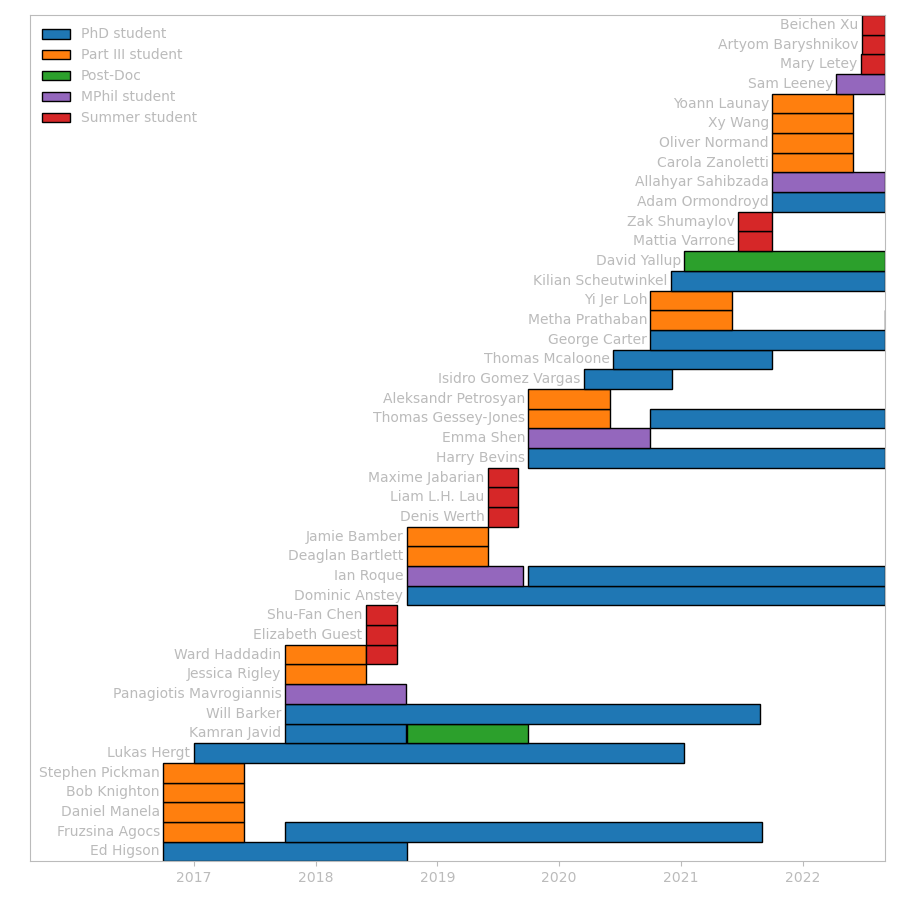 PhD student
Part III student
Post-Doc
MPhil student
Summer student
Beichen Xu
Artyom Baryshnikov
Mary Letey
Sam Leeney
Yoann Launay
Xy Wang
Oliver Normand
Carola Zanoletti
Allahyar Sahibzada
Adam Ormondroyd
Zak Shumaylov
Mattia Varrone
David Yallup
Kilian Scheutwinkel
Yi Jer Loh
Metha Prathaban
George Carter
Thomas Mcaloone
Isidro Gomez Vargas
Aleksandr Petrosyan
Thomas Gessey-Jones
Emma Shen
Harry Bevins
Maxime Jabarian
Liam L.H. Lau
Denis Werth
Jamie Bamber
Deaglan Bartlett
Ian Roque
Dominic Anstey
Shu-Fan Chen
Elizabeth Guest
Ward Haddadin
Jessica Rigley
Panagiotis Mavrogiannis
Will Barker
Kamran Javid
Lukas Hergt
Stephen Pickman
Bob Knighton
Daniel Manela
Fruzsina Agocs
Ed Higson
2017 2018 2019 2020 2021 2022